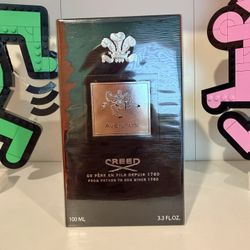 AVENTUS
CREED
DE PÈRE EN FILS DEPUIS 1760
FROM FATHER TO SON SINCE 1760
100 ML 3.3 FL.OZ.